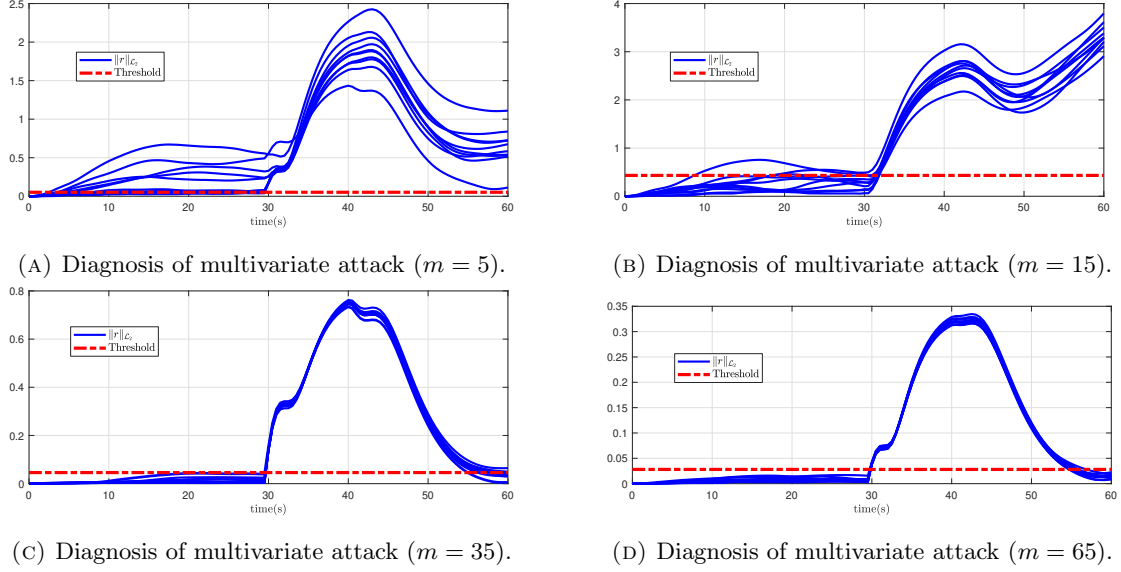 2.5
2
1.5
1
0.5
0
‖r‖ℒ₂
Threshold
0 10 20 30 40 50 60
time(s)
(A) Diagnosis of multivariate attack (m = 5).
4
3
2
1
0
‖r‖ℒ₂
Threshold
0 10 20 30 40 50 60
time(s)
(B) Diagnosis of multivariate attack (m = 15).
0.8
0.6
0.4
0.2
0
‖r‖ℒ₂
Threshold
0 10 20 30 40 50 60
time(s)
(C) Diagnosis of multivariate attack (m = 35).
0.35
0.3
0.25
0.2
0.15
0.1
0.05
0
‖r‖ℒ₂
Threshold
0 10 20 30 40 50 60
time(s)
(D) Diagnosis of multivariate attack (m = 65).